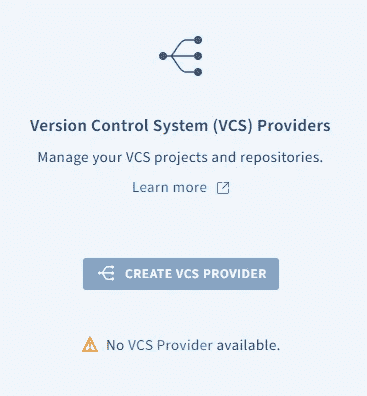 Version Control System (VCS) Providers
Manage your VCS projects and repositories.
Learn more
CREATE VCS PROVIDER
No VCS Provider available.